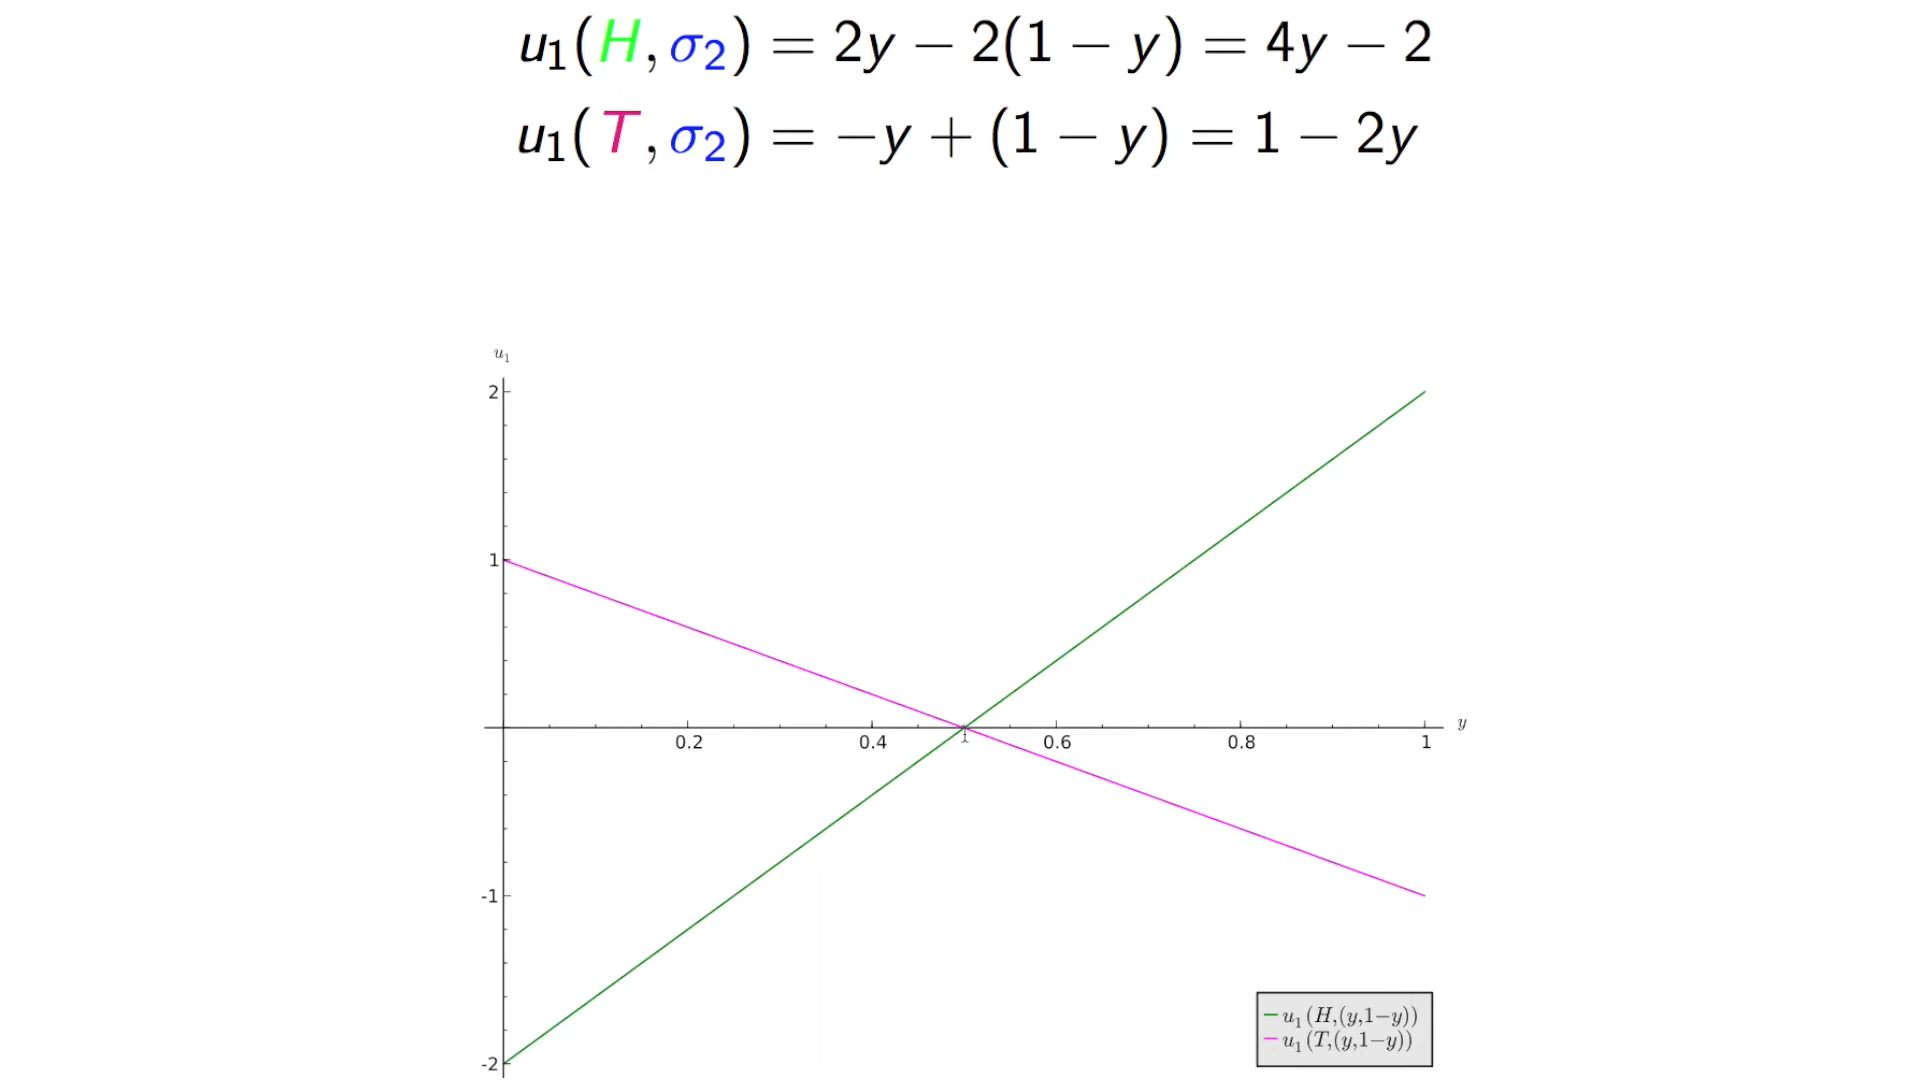 u₁(H, σ₂) = 2y − 2(1 − y) = 4y − 2
u₁(T, σ₂) = −y + (1 − y) = 1 − 2y
u₁
2
1
y
0.2 0.4 0.6 0.8 1
-1
-2
u₁(H,(y,1−y))
u₁(T,(y,1−y))